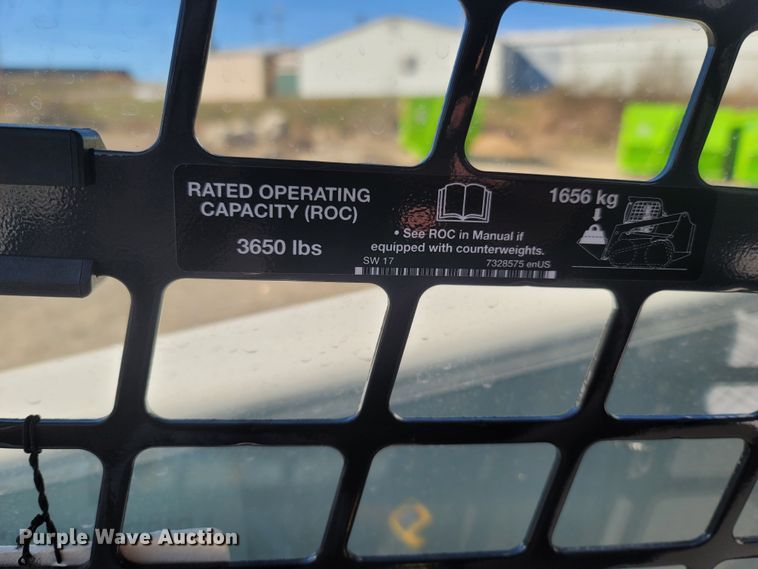 RATED OPERATING
CAPACITY (ROC)
3650 lbs
• See ROC in Manual if
equipped with counterweights.
1656 kg
SW 17
7328575 enUS
Purple Wave Auction